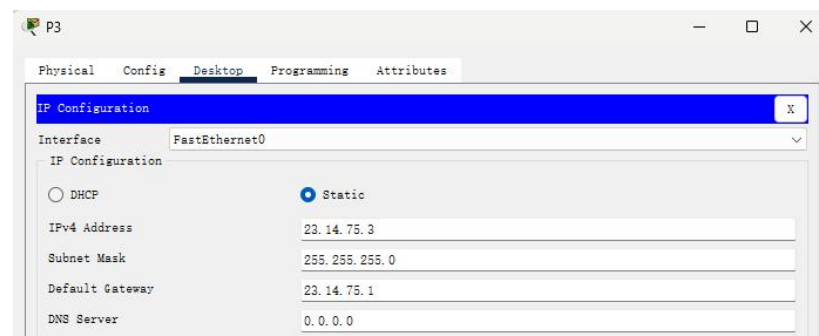 P3
Physical Config Desktop Programming Attributes
IP Configuration X
Interface FastEthernet0
IP Configuration
DHCP Static
IPv4 Address 23.14.75.3
Subnet Mask 255.255.255.0
Default Gateway 23.14.75.1
DNS Server 0.0.0.0